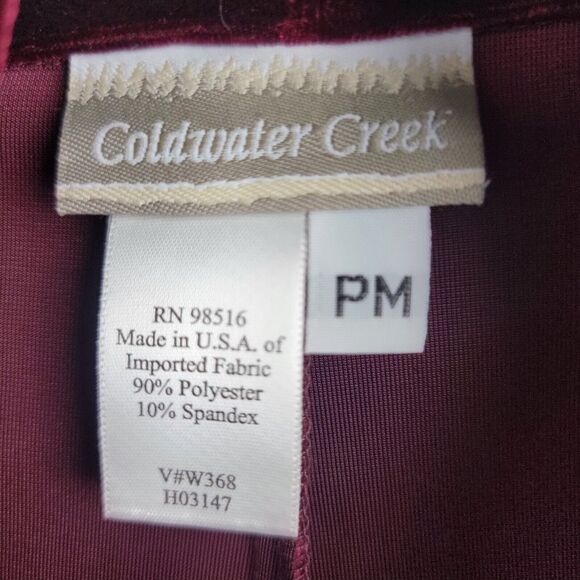 Coldwater Creek
PM
RN 98516
Made in U.S.A. of
Imported Fabric
90% Polyester
10% Spandex
V#W368
H03147